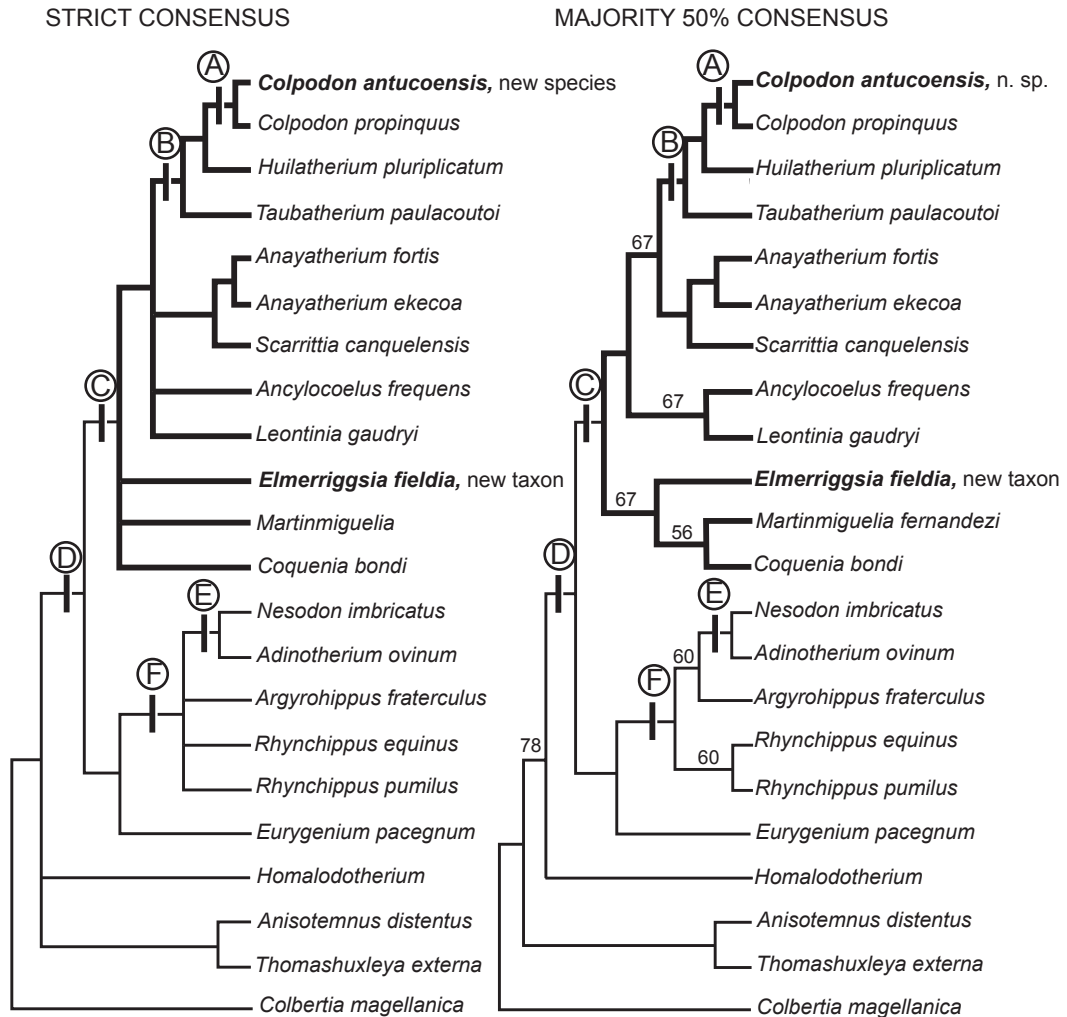 STRICT CONSENSUS
A
Colpodon antucoensis, new species
Colpodon propinquus
B
Huilatherium pluriplicatum
Taubatherium paulacoutoi
Anayatherium fortis
Anayatherium ekecoa
Scarrittia canquelensis
C
Ancylocoelus frequens
Leontinia gaudryi
Elmerriggsia fieldia, new taxon
Martinmiguelia
D
Coquenia bondi
E
Nesodon imbricatus
Adinotherium ovinum
F
Argyrohippus fraterculus
Rhynchippus equinus
Rhynchippus pumilus
Eurygenium pacegnum
Homalodotherium
Anisotemnus distentus
Thomashuxleya externa
Colbertia magellanica
MAJORITY 50% CONSENSUS
A
Colpodon antucoensis, n. sp.
Colpodon propinquus
B
Huilatherium pluriplicatum
Taubatherium paulacoutoi
67
Anayatherium fortis
Anayatherium ekecoa
Scarrittia canquelensis
C
Ancylocoelus frequens
67
Leontinia gaudryi
Elmerriggsia fieldia, new taxon
67
Martinmiguelia fernandezi
56
D
Coquenia bondi
E
Nesodon imbricatus
60
Adinotherium ovinum
F
Argyrohippus fraterculus
Rhynchippus equinus
78
60
Rhynchippus pumilus
Eurygenium pacegnum
Homalodotherium
Anisotemnus distentus
Thomashuxleya externa
Colbertia magellanica